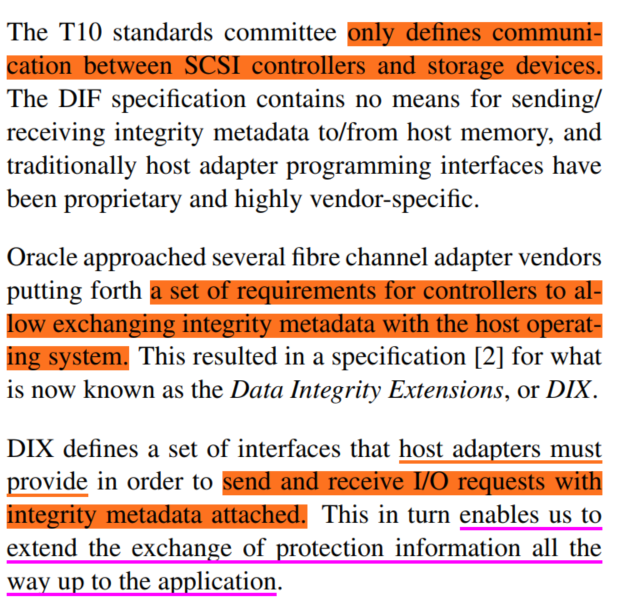 The T10 standards committee only defines communi-
cation between SCSI controllers and storage devices.
The DIF specification contains no means for sending/
receiving integrity metadata to/from host memory, and
traditionally host adapter programming interfaces have
been proprietary and highly vendor-specific.
Oracle approached several fibre channel adapter vendors
putting forth a set of requirements for controllers to al-
low exchanging integrity metadata with the host operat-
ing system. This resulted in a specification [2] for what
is now known as the Data Integrity Extensions, or DIX.
DIX defines a set of interfaces that host adapters must
provide in order to send and receive I/O requests with
integrity metadata attached. This in turn enables us to
extend the exchange of protection information all the
way up to the application.